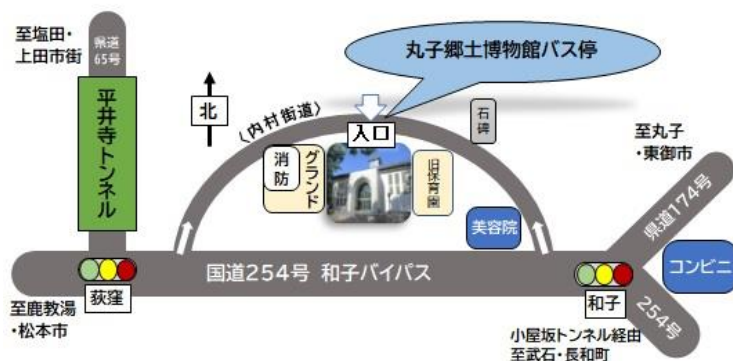 至塩田・
上田市街
県道
65号
平井寺トンネル
北
〈内村街道〉
丸子郷土博物館バス停
入口
石碑
消防
グランド
旧保育園
美容院
至丸子
・東御市
県道174号
コンビニ
国道254号 和子バイパス
荻窪
和子
254号
至鹿教湯
・松本市
小屋坂トンネル経由
至武石・長和町